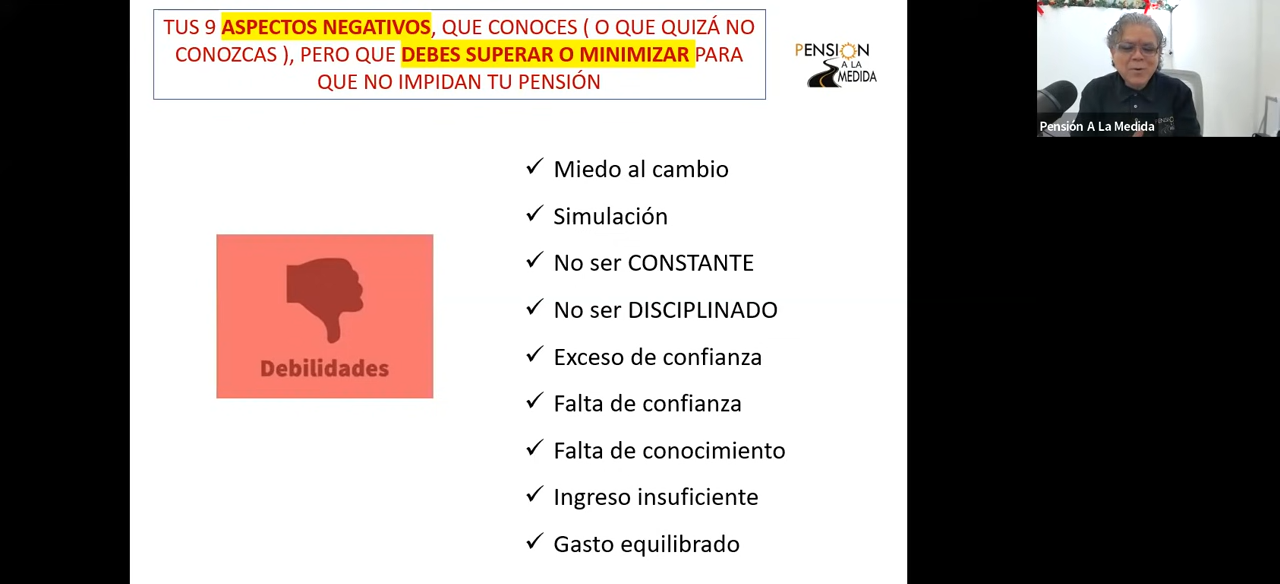 TUS 9 ASPECTOS NEGATIVOS, QUE CONOCES ( O QUE QUIZÁ NO
CONOZCAS ), PERO QUE DEBES SUPERAR O MINIMIZAR PARA
QUE NO IMPIDAN TU PENSIÓN
PENSION
A LA
MEDIDA
Pensión A La Medida
Miedo al cambio
Simulación
No ser CONSTANTE
No ser DISCIPLINADO
Exceso de confianza
Falta de confianza
Falta de conocimiento
Ingreso insuficiente
Gasto equilibrado
Debilidades